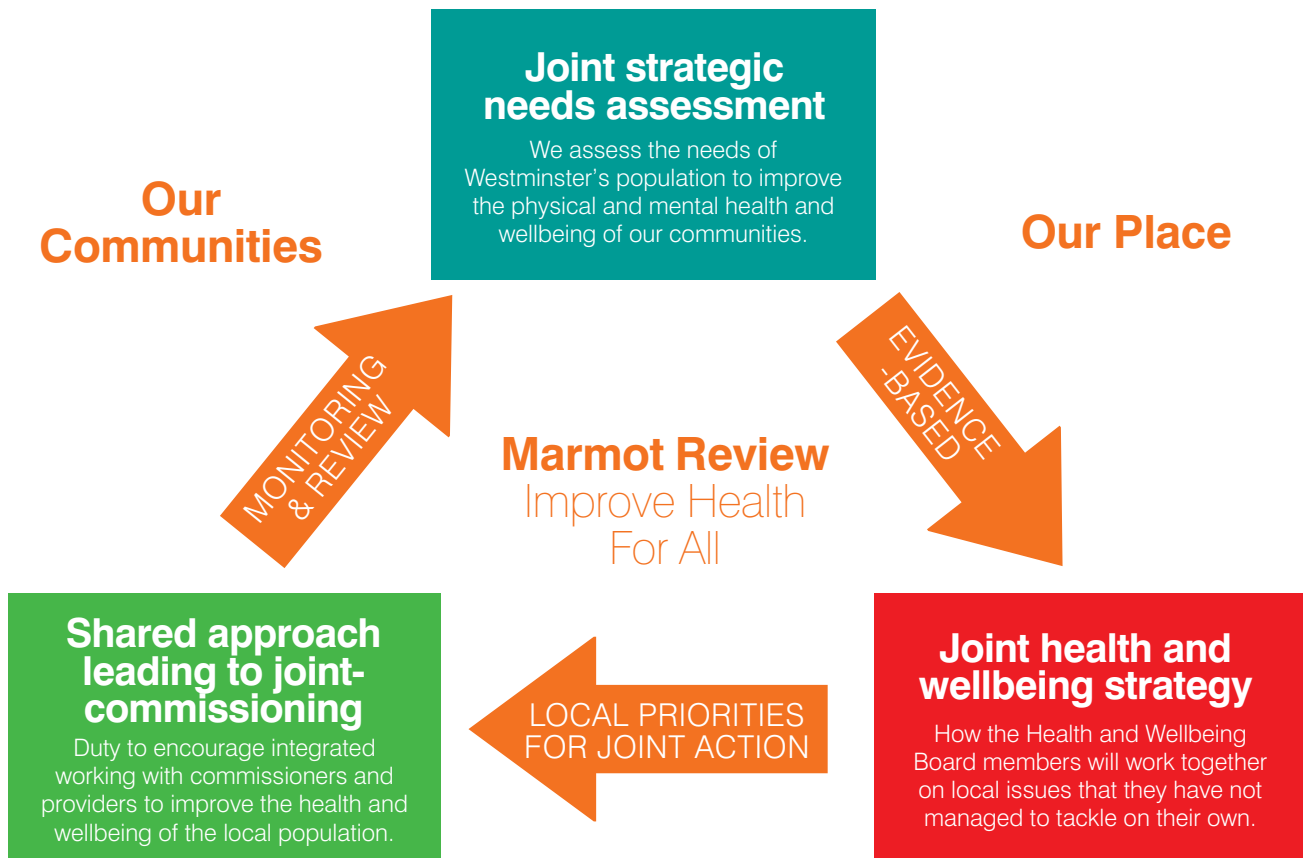 Joint strategic
needs assessment
We assess the needs of
Westminster’s population to improve
the physical and mental health and
wellbeing of our communities.
Our
Communities
Our Place
MONITORING
& REVIEW
EVIDENCE
-BASED
Marmot Review
Improve Health
For All
Shared approach
leading to joint-
commissioning
Duty to encourage integrated
working with commissioners and
providers to improve the health and
wellbeing of the local population.
LOCAL PRIORITIES
FOR JOINT ACTION
Joint health and
wellbeing strategy
How the Health and Wellbeing
Board members will work together
on local issues that they have not
managed to tackle on their own.